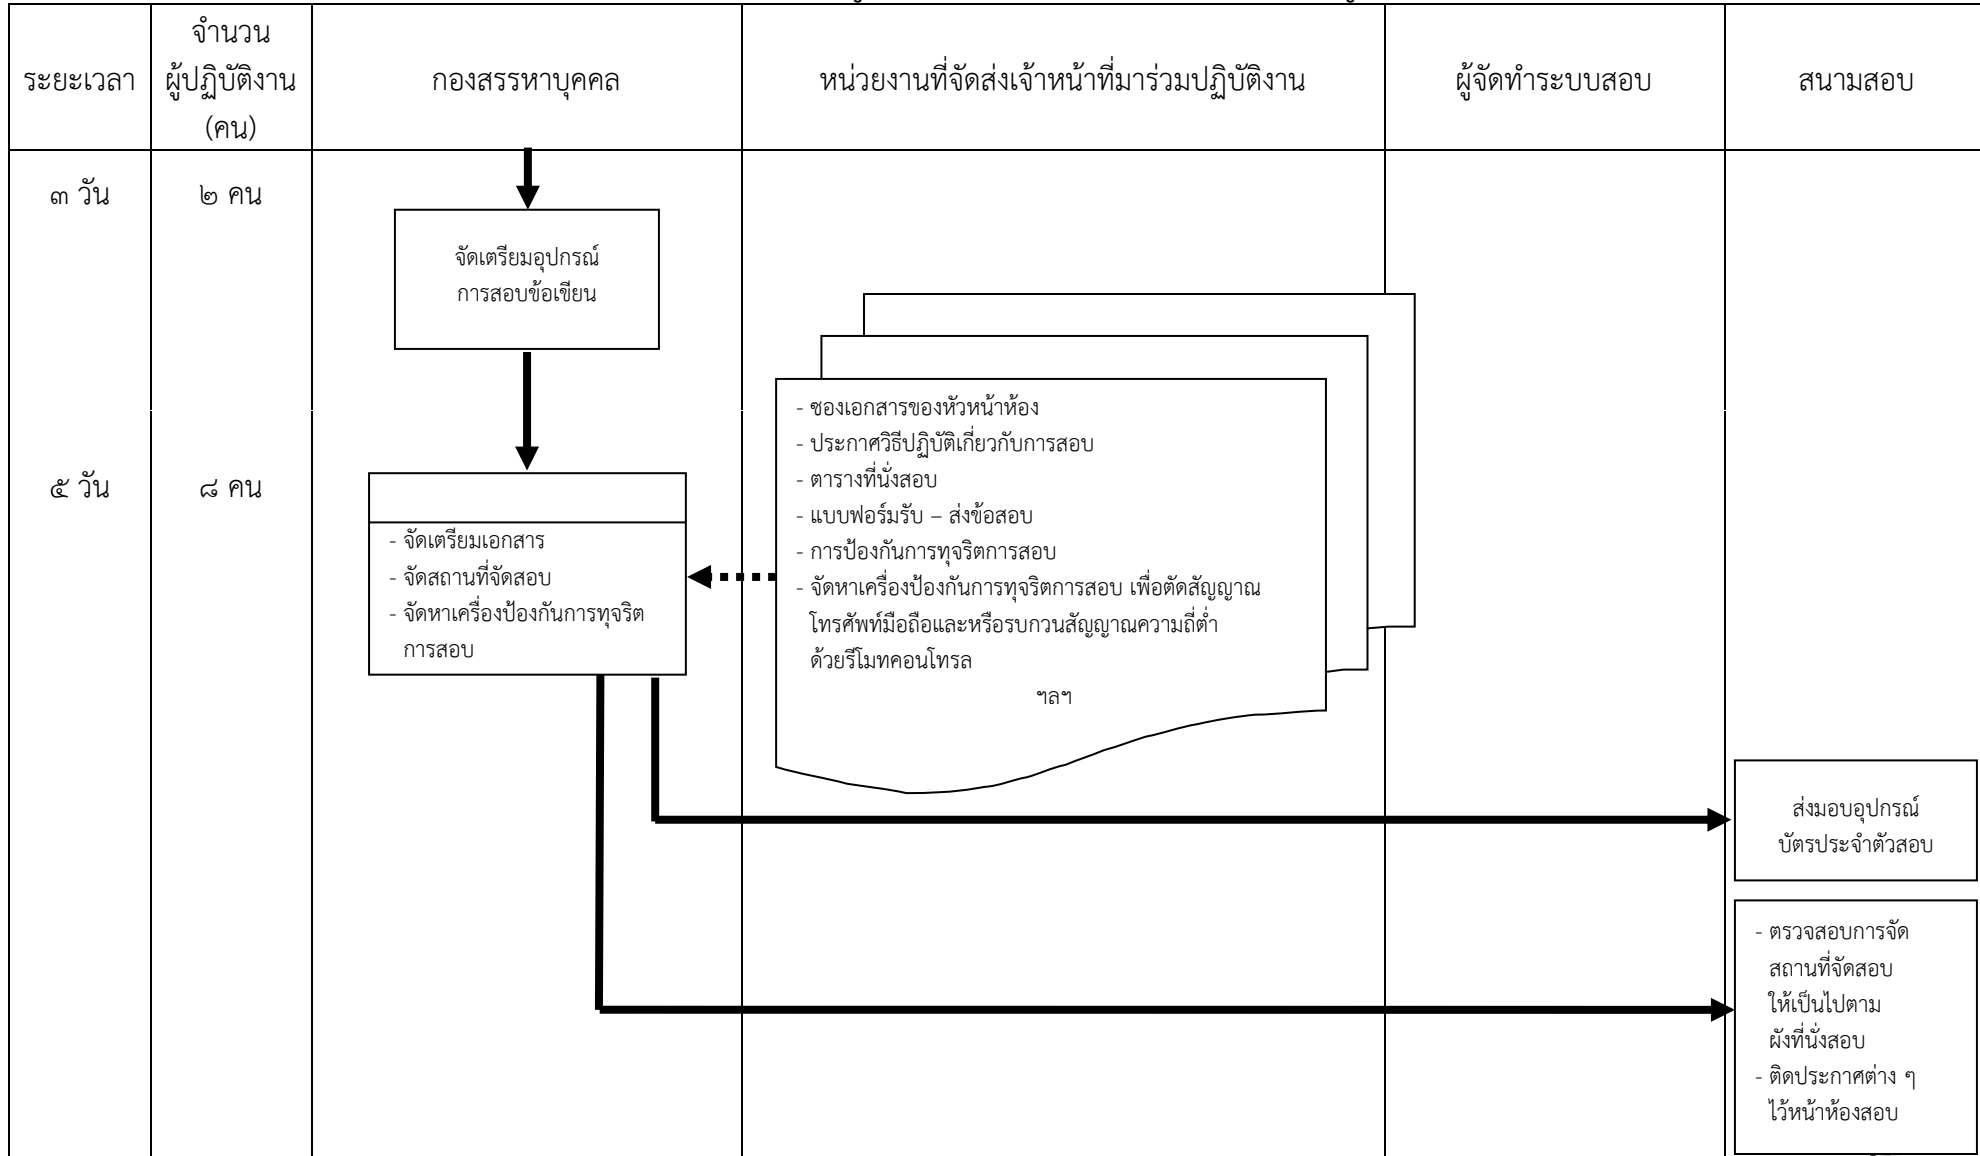 ระยะเวลา
จำนวน
ผู้ปฏิบัติงาน
(คน)
กองสรรหาบุคคล
หน่วยงานที่จัดส่งเจ้าหน้าที่มาร่วมปฏิบัติงาน
ผู้จัดทำระบบสอบ
สนามสอบ
๓ วัน
๒ คน
จัดเตรียมอุปกรณ์
การสอบข้อเขียน
- ซองเอกสารของหัวหน้าห้อง
- ประกาศวิธีปฏิบัติเกี่ยวกับการสอบ
- ตารางที่นั่งสอบ
- แบบฟอร์มรับ – ส่งข้อสอบ
- การป้องกันการทุจริตการสอบ
- จัดหาเครื่องป้องกันการทุจริตการสอบ เพื่อตัดสัญญาณ
โทรศัพท์มือถือและหรือรบกวนสัญญาณความถี่ต่ำ
ด้วยรีโมทคอนโทรล
ฯลฯ
๕ วัน
๘ คน
- จัดเตรียมเอกสาร
- จัดสถานที่จัดสอบ
- จัดหาเครื่องป้องกันการทุจริต
การสอบ
ส่งมอบอุปกรณ์
บัตรประจำตัวสอบ
- ตรวจสอบการจัด
สถานที่จัดสอบ
ให้เป็นไปตาม
ผังที่นั่งสอบ
- ติดประกาศต่าง ๆ
ไว้หน้าห้องสอบ